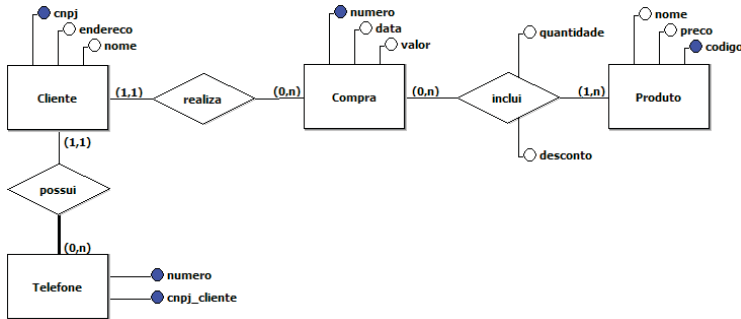 cnpj
endereco
nome
Cliente
(1,1)
realiza
(0,n)
numero
data
valor
Compra
(0,n)
inclui
quantidade
desconto
(1,n)
nome
preco
codigo
Produto
(1,1)
possui
(0,n)
Telefone
numero
cnpj_cliente